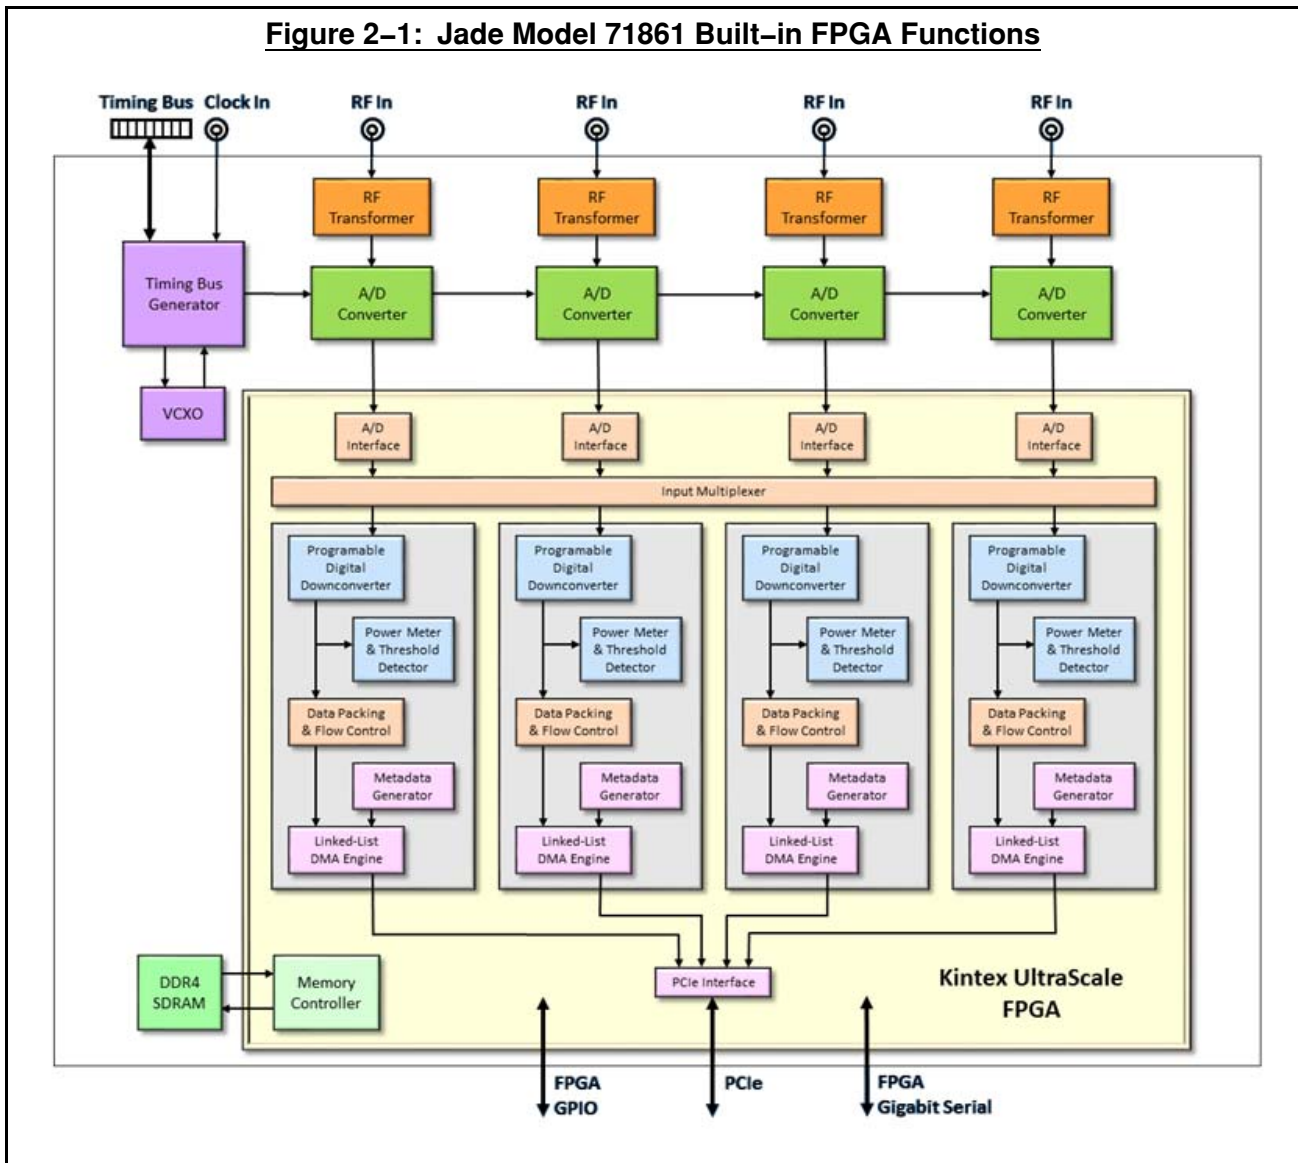 Figure 2–1: Jade Model 71861 Built–in FPGA Functions
Timing Bus
Clock In
RF In
RF In
RF In
RF In
RF
Transformer
RF
Transformer
RF
Transformer
RF
Transformer
Timing Bus
Generator
A/D
Converter
A/D
Converter
A/D
Converter
A/D
Converter
VCXO
A/D
Interface
A/D
Interface
A/D
Interface
A/D
Interface
Input Multiplexer
Programable
Digital
Downconverter
Power Meter
& Threshold
Detector
Data Packing
& Flow Control
Metadata
Generator
Linked-List
DMA Engine
Programable
Digital
Downconverter
Power Meter
& Threshold
Detector
Data Packing
& Flow Control
Metadata
Generator
Linked-List
DMA Engine
Programable
Digital
Downconverter
Power Meter
& Threshold
Detector
Data Packing
& Flow Control
Metadata
Generator
Linked-List
DMA Engine
Programable
Digital
Downconverter
Power Meter
& Threshold
Detector
Data Packing
& Flow Control
Metadata
Generator
Linked-List
DMA Engine
DDR4
SDRAM
Memory
Controller
PCIe Interface
Kintex UltraScale
FPGA
FPGA
GPIO
PCIe
FPGA
Gigabit Serial